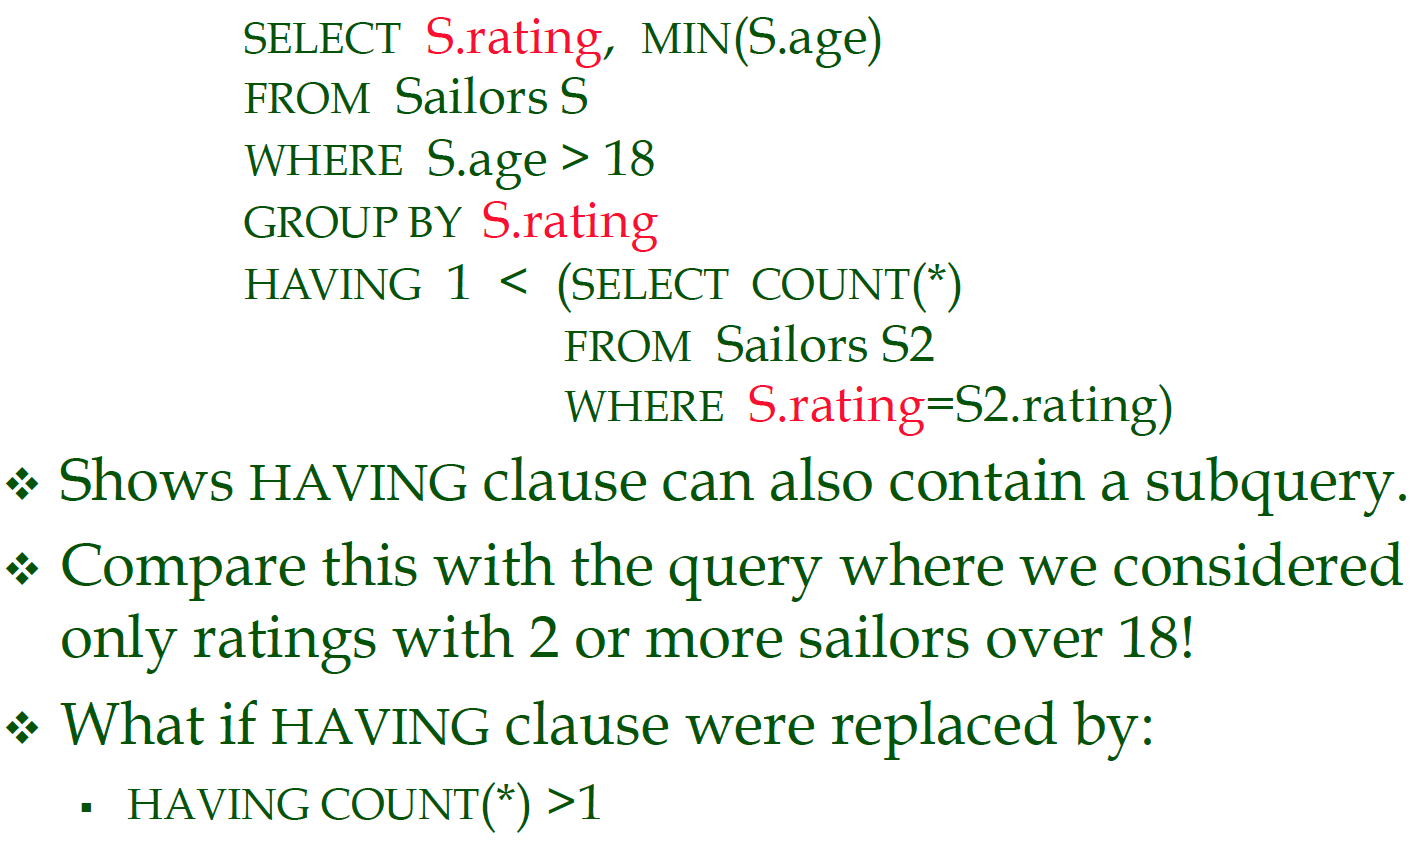 SELECT S.rating, MIN(S.age)
FROM Sailors S
WHERE S.age > 18
GROUP BY S.rating
HAVING 1 < (SELECT COUNT(*)
FROM Sailors S2
WHERE S.rating=S2.rating)
❖ Shows HAVING clause can also contain a subquery.
❖ Compare this with the query where we considered
only ratings with 2 or more sailors over 18!
❖ What if HAVING clause were replaced by:
▪ HAVING COUNT(*) >1